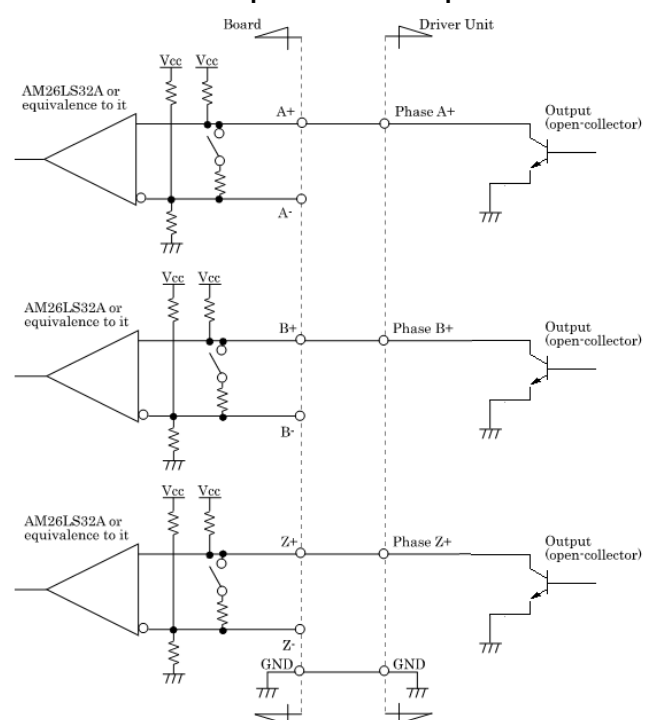 Board
Driver Unit
Vcc Vcc
AM26LS32A or
equivalence to it
A+
Phase A+
Output
(open-collector)
A-
Vcc Vcc
AM26LS32A or
equivalence to it
B+
Phase B+
Output
(open-collector)
B-
Vcc Vcc
AM26LS32A or
equivalence to it
Z+
Phase Z+
Output
(open-collector)
Z-
GND
GND